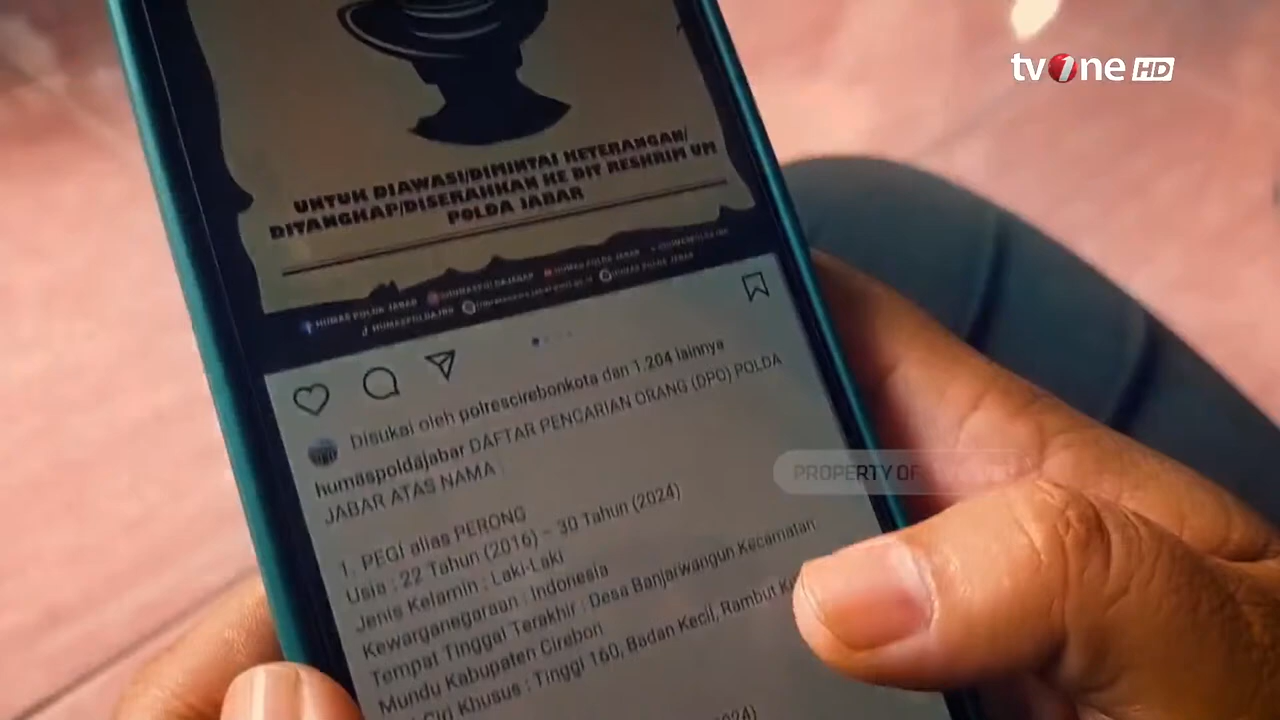 tvOne HD
UNTUK DIAWASI/DIMINTAI KETERANGAN/
DITANGKAP/DISERAHKAN KE DIT RESKRIM UM
POLDA JABAR
HUMAS POLDA JABAR
Disukai oleh polrescirebonkota dan 1.204 lainnya
humaspoldajabar DAFTAR PENCARIAN ORANG (DPO) POLDA
JABAR ATAS NAMA
PROPERTY OF
1. PEGI alias PERONG
Usia : 22 Tahun (2016) – 30 Tahun (2024)
Jenis Kelamin : Laki-Laki
Kewarganegaraan : Indonesia
Tempat Tinggal Terakhir : Desa Banjarwangun Kecamatan
Mundu Kabupaten Cirebon
Ciri Khusus : Tinggi 160, Badan Kecil, Rambut